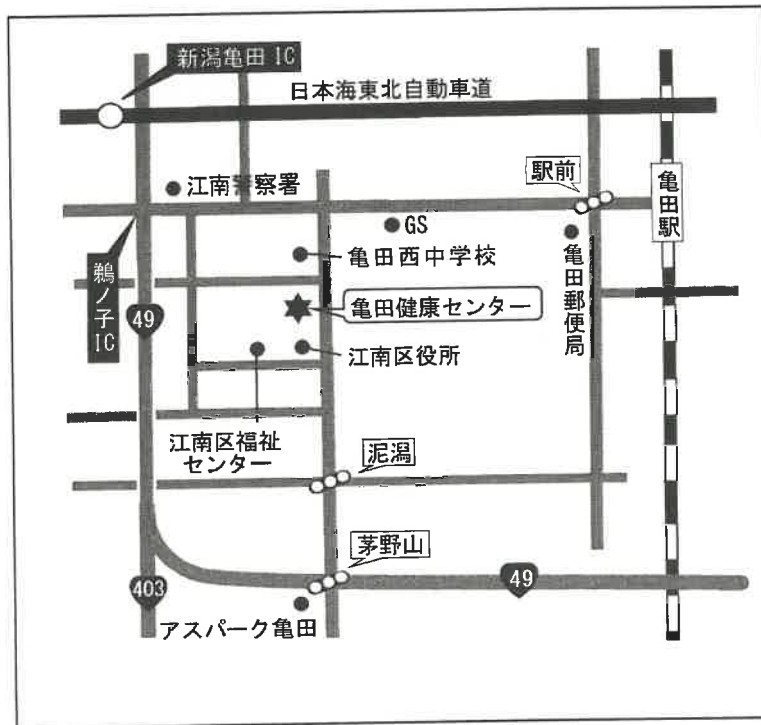 新潟亀田 IC
日本海東北自動車道
江南警察署
駅前
亀田駅
GS
亀田西中学校
亀田郵便局
鵜ノ子IC
49
亀田健康センター
江南区役所
江南区福祉
センター
泥潟
茅野山
49
403
アスパーク亀田